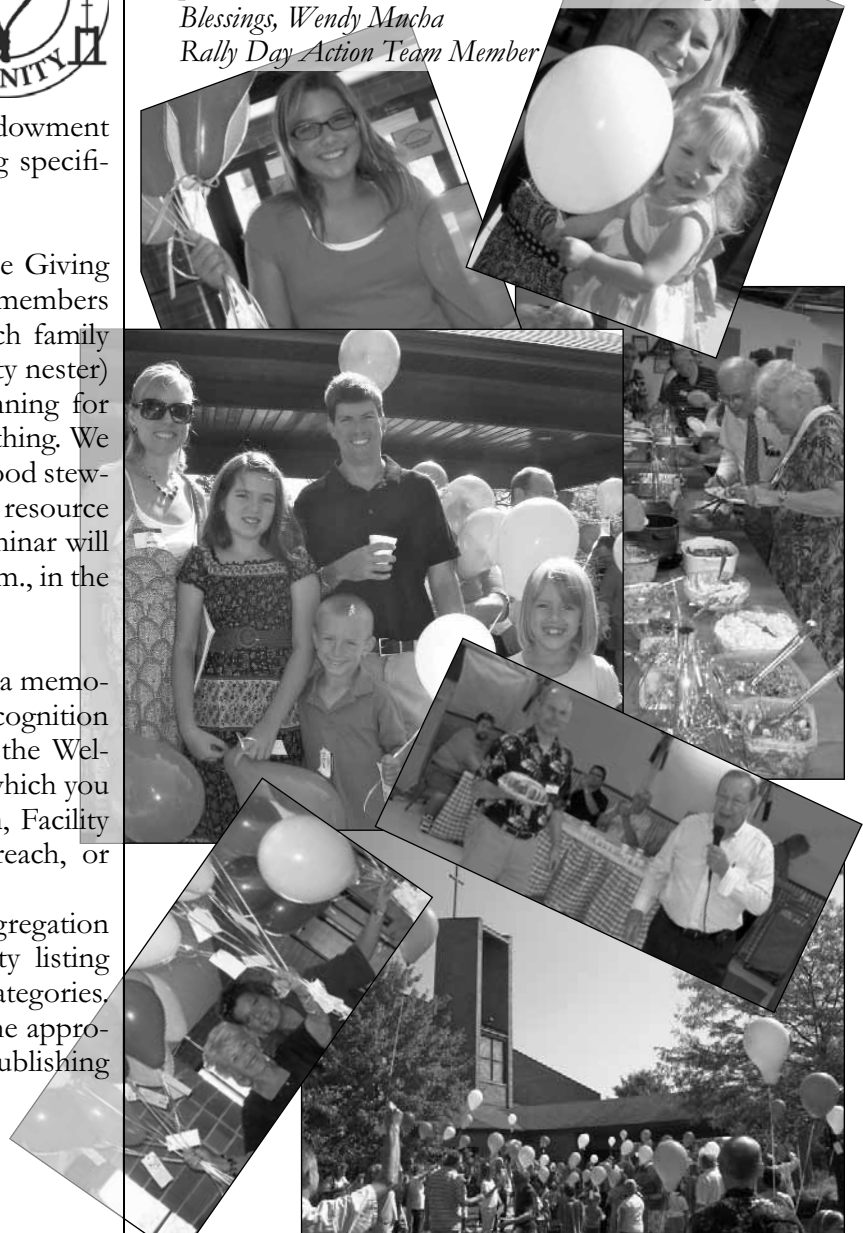 NITY
dowment
g specifi-
e Giving
members
ch family
ty nester)
nning for
thing. We
ood stew-
resource
ninar will
m., in the
a memo-
cognition
the Wel-
which you
n, Facility
reach, or
gregation
ty listing
ategories.
he appro-
ublishing
Blessings, Wendy Mucha
Rally Day Action Team Member